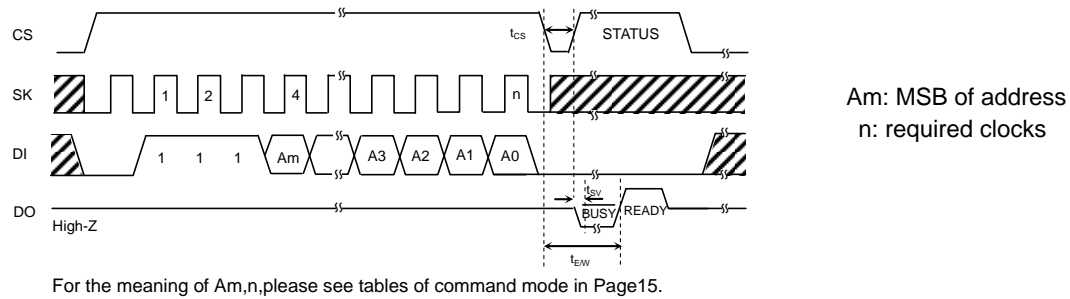 CS
tCS
STATUS
SK
1
2
4
n
Am: MSB of address
n: required clocks
DI
1 1 1 Am A3 A2 A1 A0
tSV
DO
BUSY
READY
High-Z
tE/W
For the meaning of Am,n,please see tables of command mode in Page15.